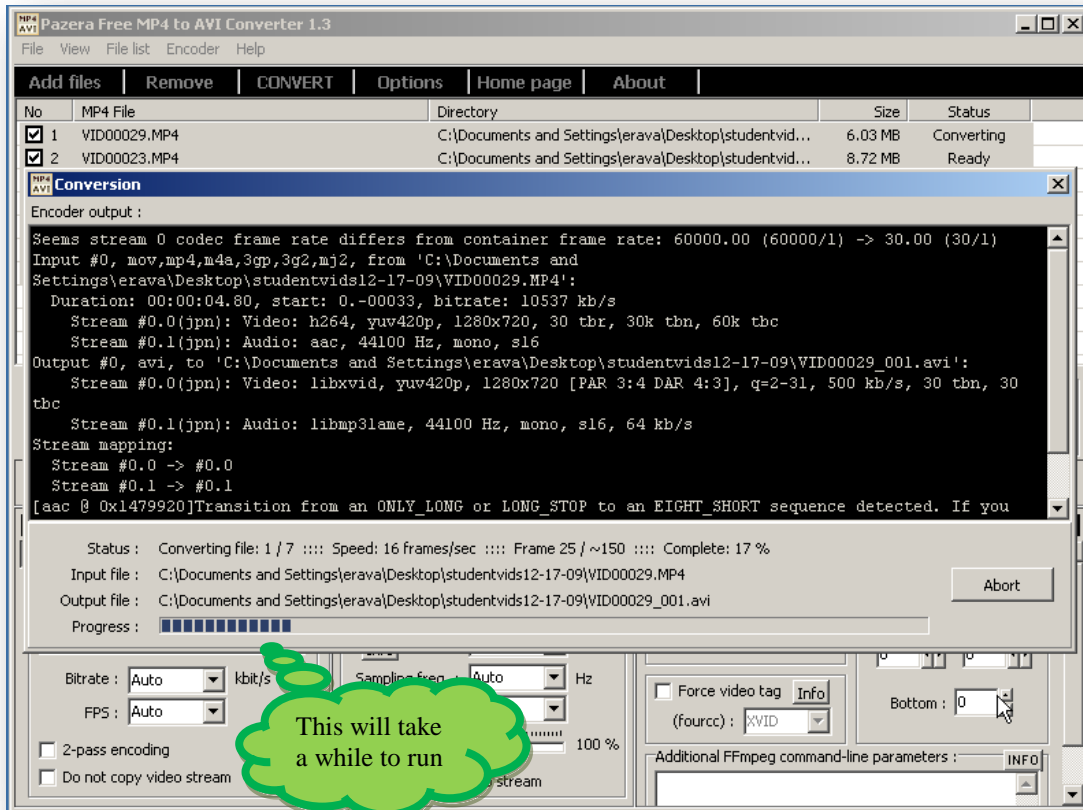 MP4 AVI Pazera Free MP4 to AVI Converter 1.3
File View File list Encoder Help
Add files Remove CONVERT Options Home page About
No MP4 File Directory Size Status
1 VID00029.MP4 C:\Documents and Settings\erava\Desktop\studentvid... 6.03 MB Converting
2 VID00023.MP4 C:\Documents and Settings\erava\Desktop\studentvid... 8.72 MB Ready
MP4 AVI Conversion
Encoder output :
Seems stream 0 codec frame rate differs from container frame rate: 60000.00 (60000/1) -> 30.00 (30/1)
Input #0, mov,mp4,m4a,3gp,3g2,mj2, from 'C:\Documents and
Settings\erava\Desktop\studentvids12-17-09\VID00029.MP4':
Duration: 00:00:04.80, start: 0.-00033, bitrate: 10537 kb/s
Stream #0.0(jpn): Video: h264, yuv420p, 1280x720, 30 tbr, 30k tbn, 60k tbc
Stream #0.1(jpn): Audio: aac, 44100 Hz, mono, s16
Output #0, avi, to 'C:\Documents and Settings\erava\Desktop\studentvids12-17-09\VID00029_001.avi':
Stream #0.0(jpn): Video: libxvid, yuv420p, 1280x720 [PAR 3:4 DAR 4:3], q=2-31, 500 kb/s, 30 tbn, 30
tbc
Stream #0.1(jpn): Audio: libmp3lame, 44100 Hz, mono, s16, 64 kb/s
Stream mapping:
Stream #0.0 -> #0.0
Stream #0.1 -> #0.1
[aac @ 0x1479920]Transition from an ONLY_LONG or LONG_STOP to an EIGHT_SHORT sequence detected. If you
Status : Converting file: 1 / 7 :::: Speed: 16 frames/sec :::: Frame 25 / ~150 :::: Complete: 17 %
Input file : C:\Documents and Settings\erava\Desktop\studentvids12-17-09\VID00029.MP4
Output file : C:\Documents and Settings\erava\Desktop\studentvids12-17-09\VID00029_001.avi
Abort
Progress :
Bitrate : Auto kbit/s
FPS : Auto
2-pass encoding
Do not copy video stream
Sampling freq. : Auto Hz
100 %
stream
This will take
a while to run
Force video tag Info
(fourcc) : XVID
Bottom : 0
Additional FFmpeg command-line parameters : INFO